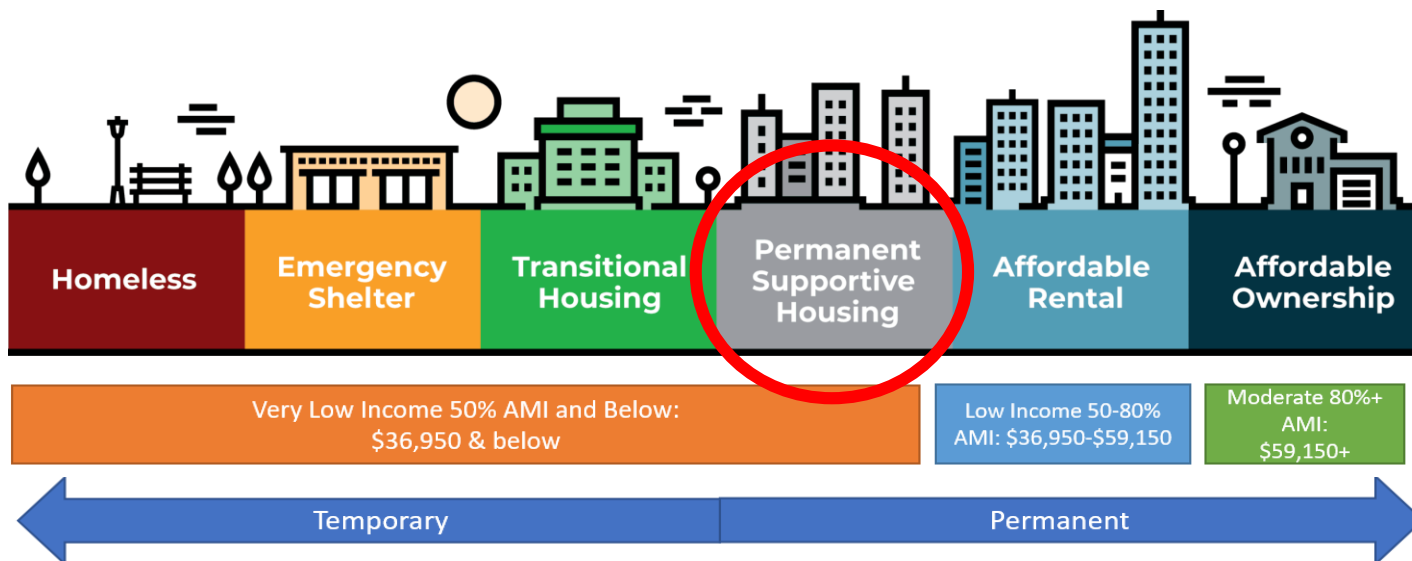 Homeless
Emergency
Shelter
Transitional
Housing
Permanent
Supportive
Housing
Affordable
Rental
Affordable
Ownership
Very Low Income 50% AMI and Below:
$36,950 & below
Low Income 50-80%
AMI: $36,950-$59,150
Moderate 80%+
AMI:
$59,150+
Temporary
Permanent